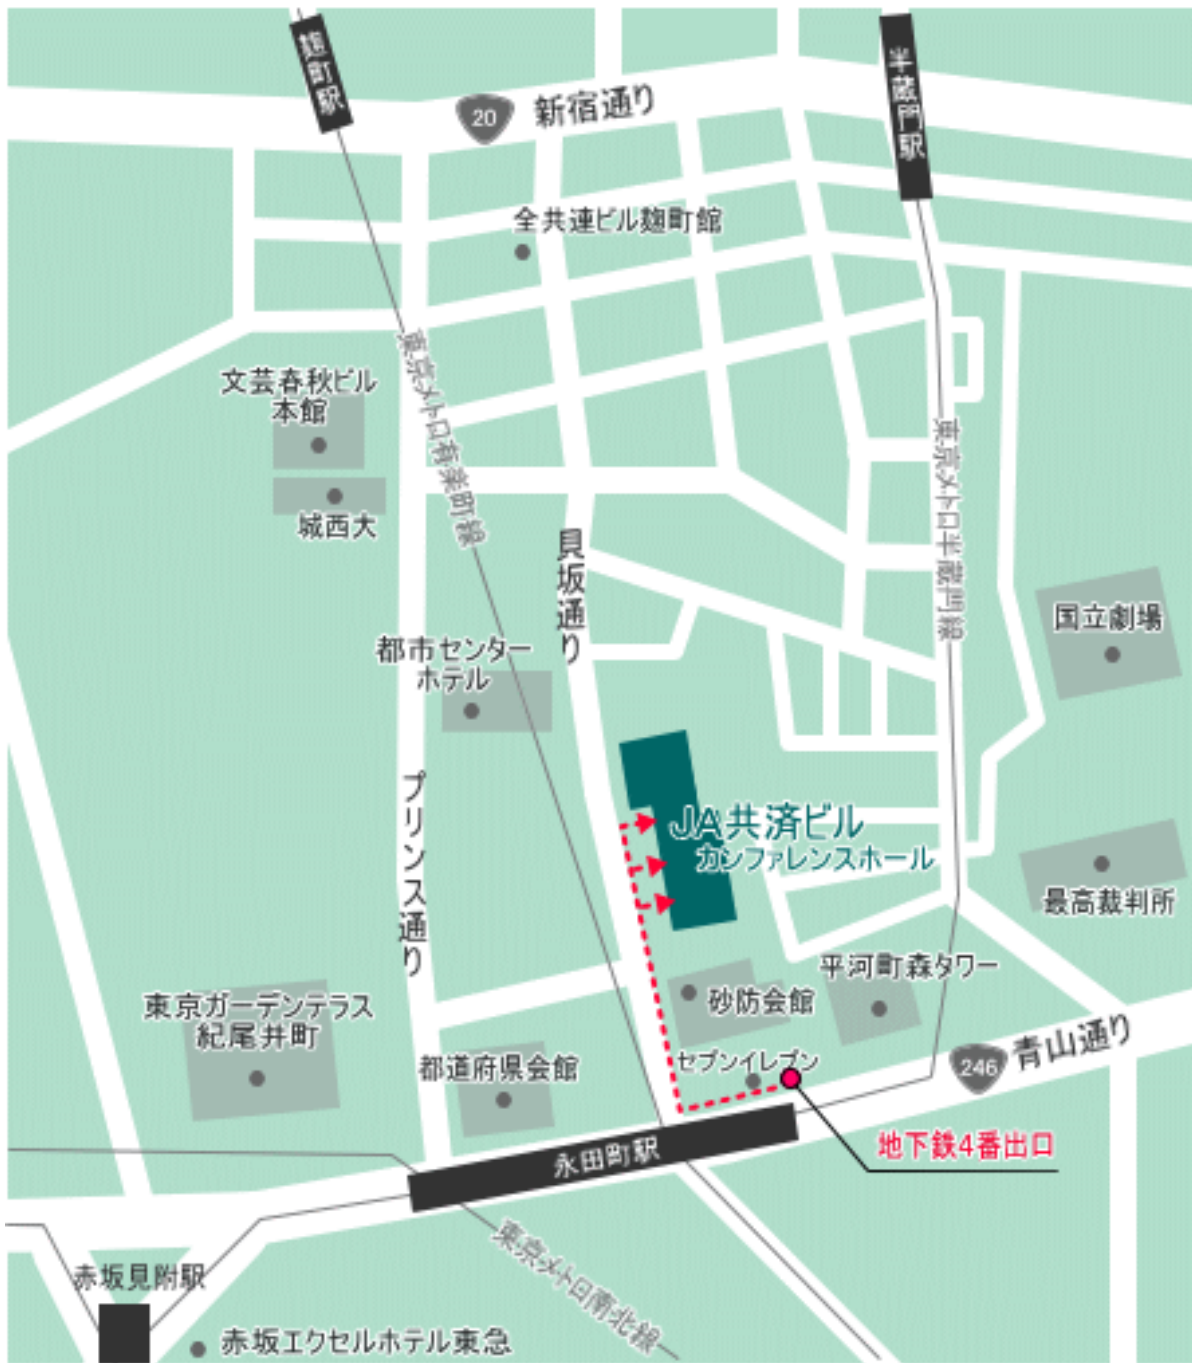 麹町駅
20
新宿通り
半蔵門駅
全共連ビル麹町館
東京メトロ有楽町線
文芸春秋ビル
本館
城西大
東京メトロ半蔵門線
貝坂通り
国立劇場
都市センター
ホテル
プリンス通り
JA共済ビル
カンファレンスホール
最高裁判所
平河町森タワー
東京ガーデンテラス
紀尾井町
砂防会館
都道府県会館
セブンイレブン
246
青山通り
地下鉄4番出口
永田町駅
東京メトロ南北線
赤坂見附駅
赤坂エクセルホテル東急